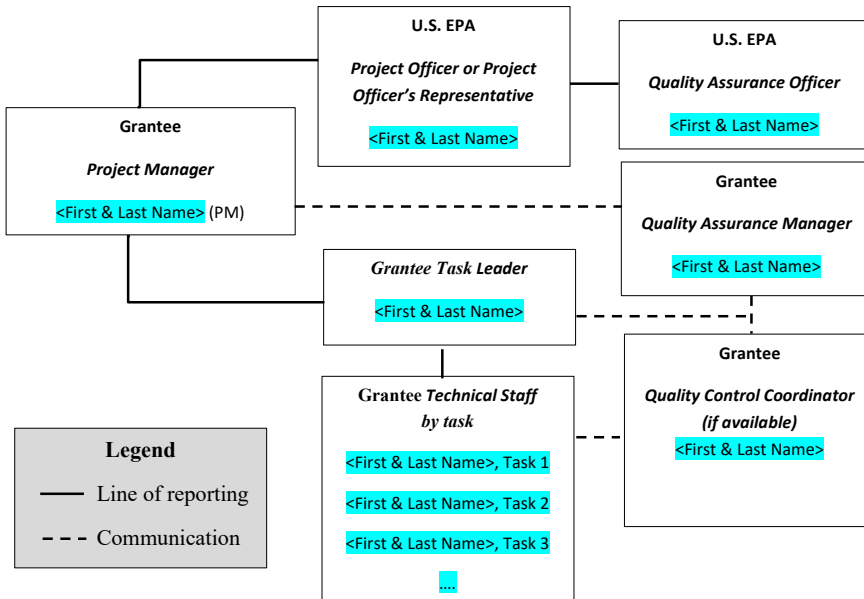 U.S. EPA
Project Officer or Project
Officer’s Representative
<First & Last Name>
U.S. EPA
Quality Assurance Officer
<First & Last Name>
Grantee
Project Manager
<First & Last Name> (PM)
Grantee
Quality Assurance Manager
<First & Last Name>
Grantee Task Leader
<First & Last Name>
Grantee
Quality Control Coordinator
(if available)
<First & Last Name>
Grantee Technical Staff
by task
<First & Last Name>, Task 1
<First & Last Name>, Task 2
<First & Last Name>, Task 3
....
Legend
Line of reporting
Communication